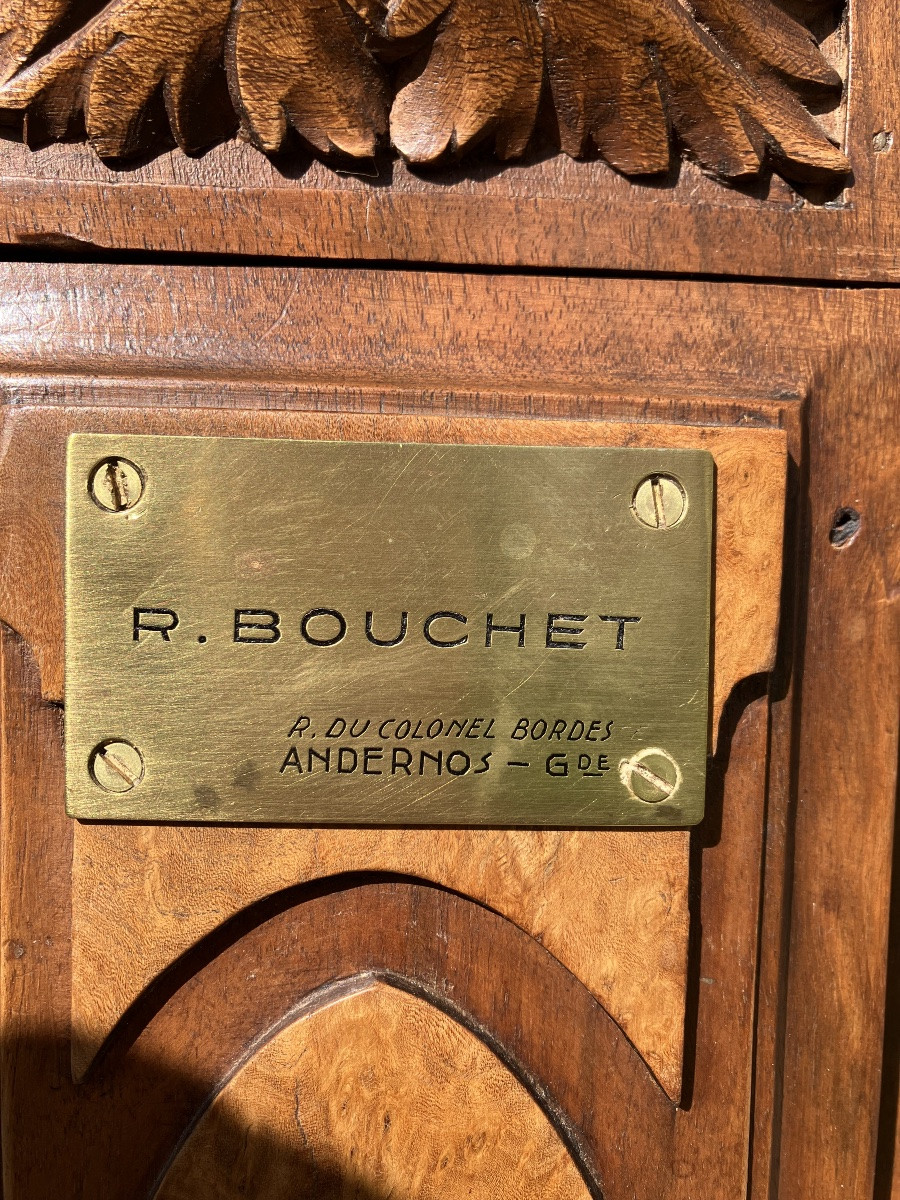 R. BOUCHET
R. DU COLONEL BORDES
ANDERNOS - GDE